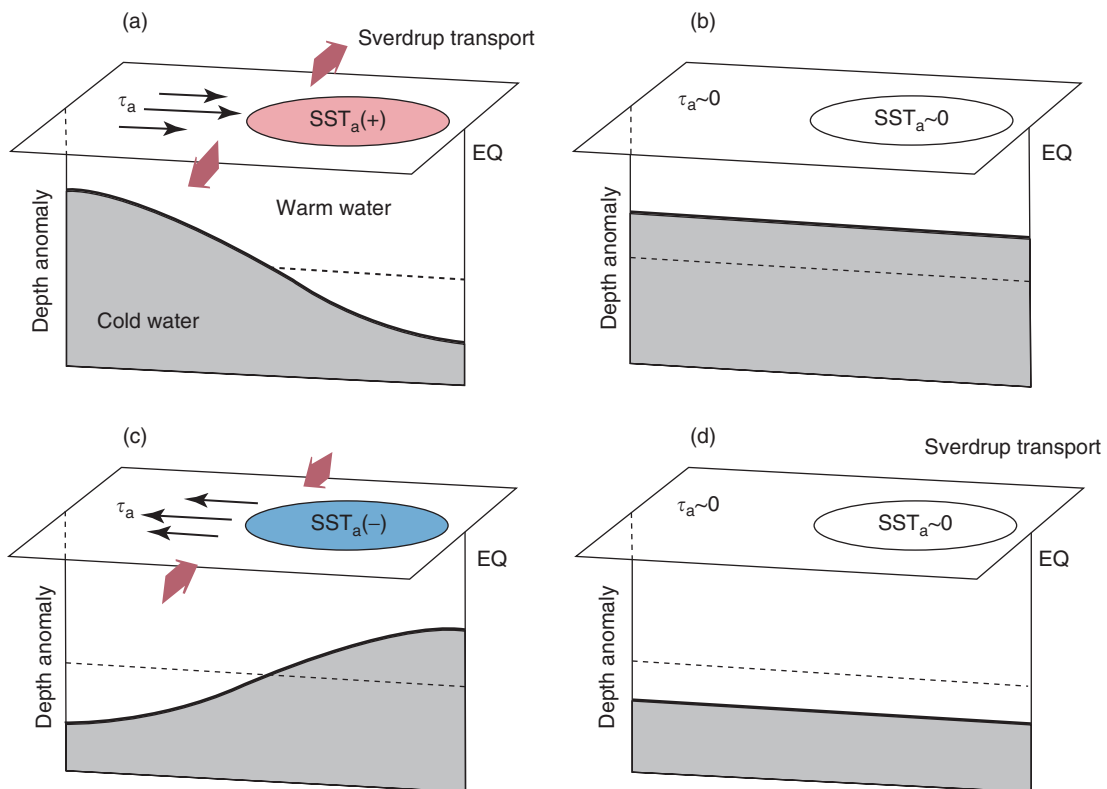 (a)
Sverdrup transport
τa
SSTa(+)
EQ
Depth anomaly
Warm water
Cold water
(b)
τa~0
SSTa~0
EQ
Depth anomaly
(c)
τa
SSTa(–)
EQ
Depth anomaly
(d)
Sverdrup transport
τa~0
SSTa~0
EQ
Depth anomaly